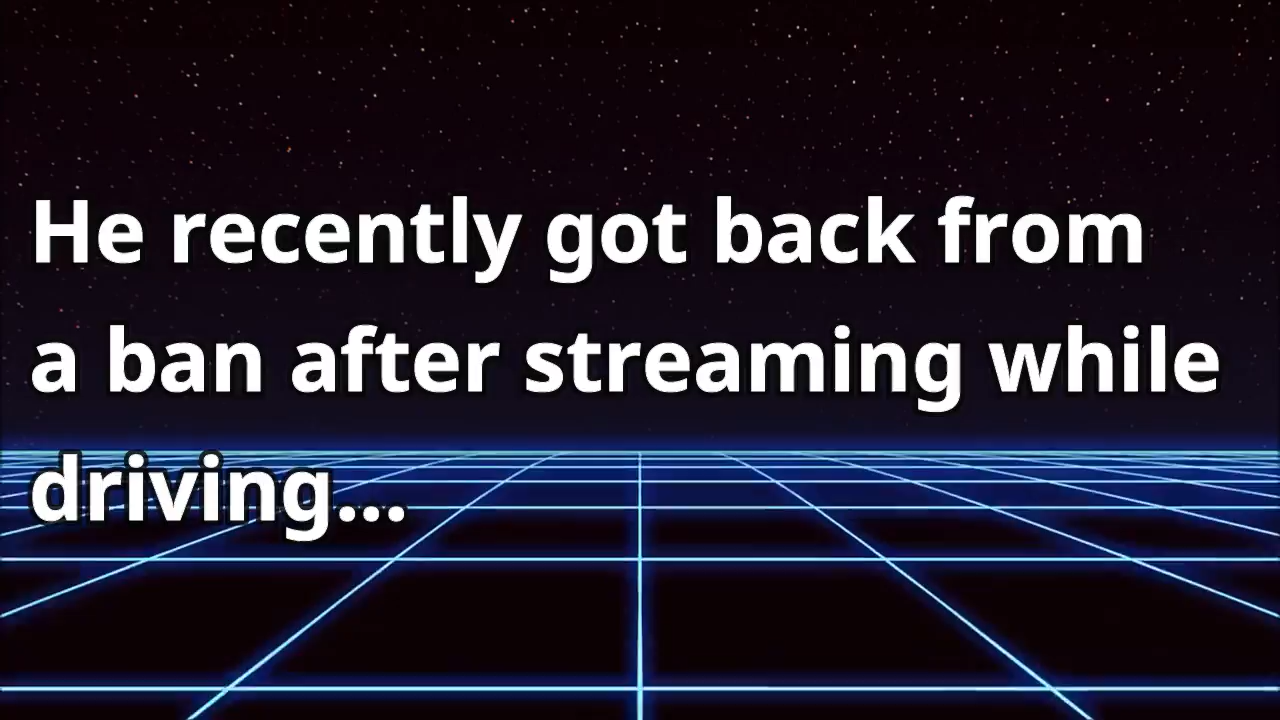 He recently got back from
a ban after streaming while
driving...